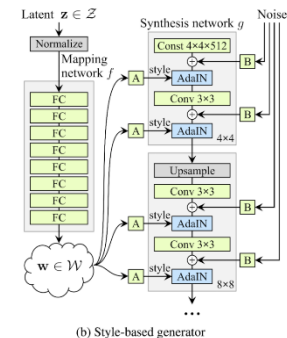 Latent z ∈ Z
Normalize
Mapping
network f
FC
FC
FC
FC
FC
FC
FC
FC
w ∈ W
Synthesis network g
Noise
Const 4×4×512
B
A
style
AdaIN
Conv 3×3
B
A
style
AdaIN
4×4
Upsample
Conv 3×3
B
A
style
AdaIN
Conv 3×3
B
A
style
AdaIN
8×8
...
(b) Style-based generator